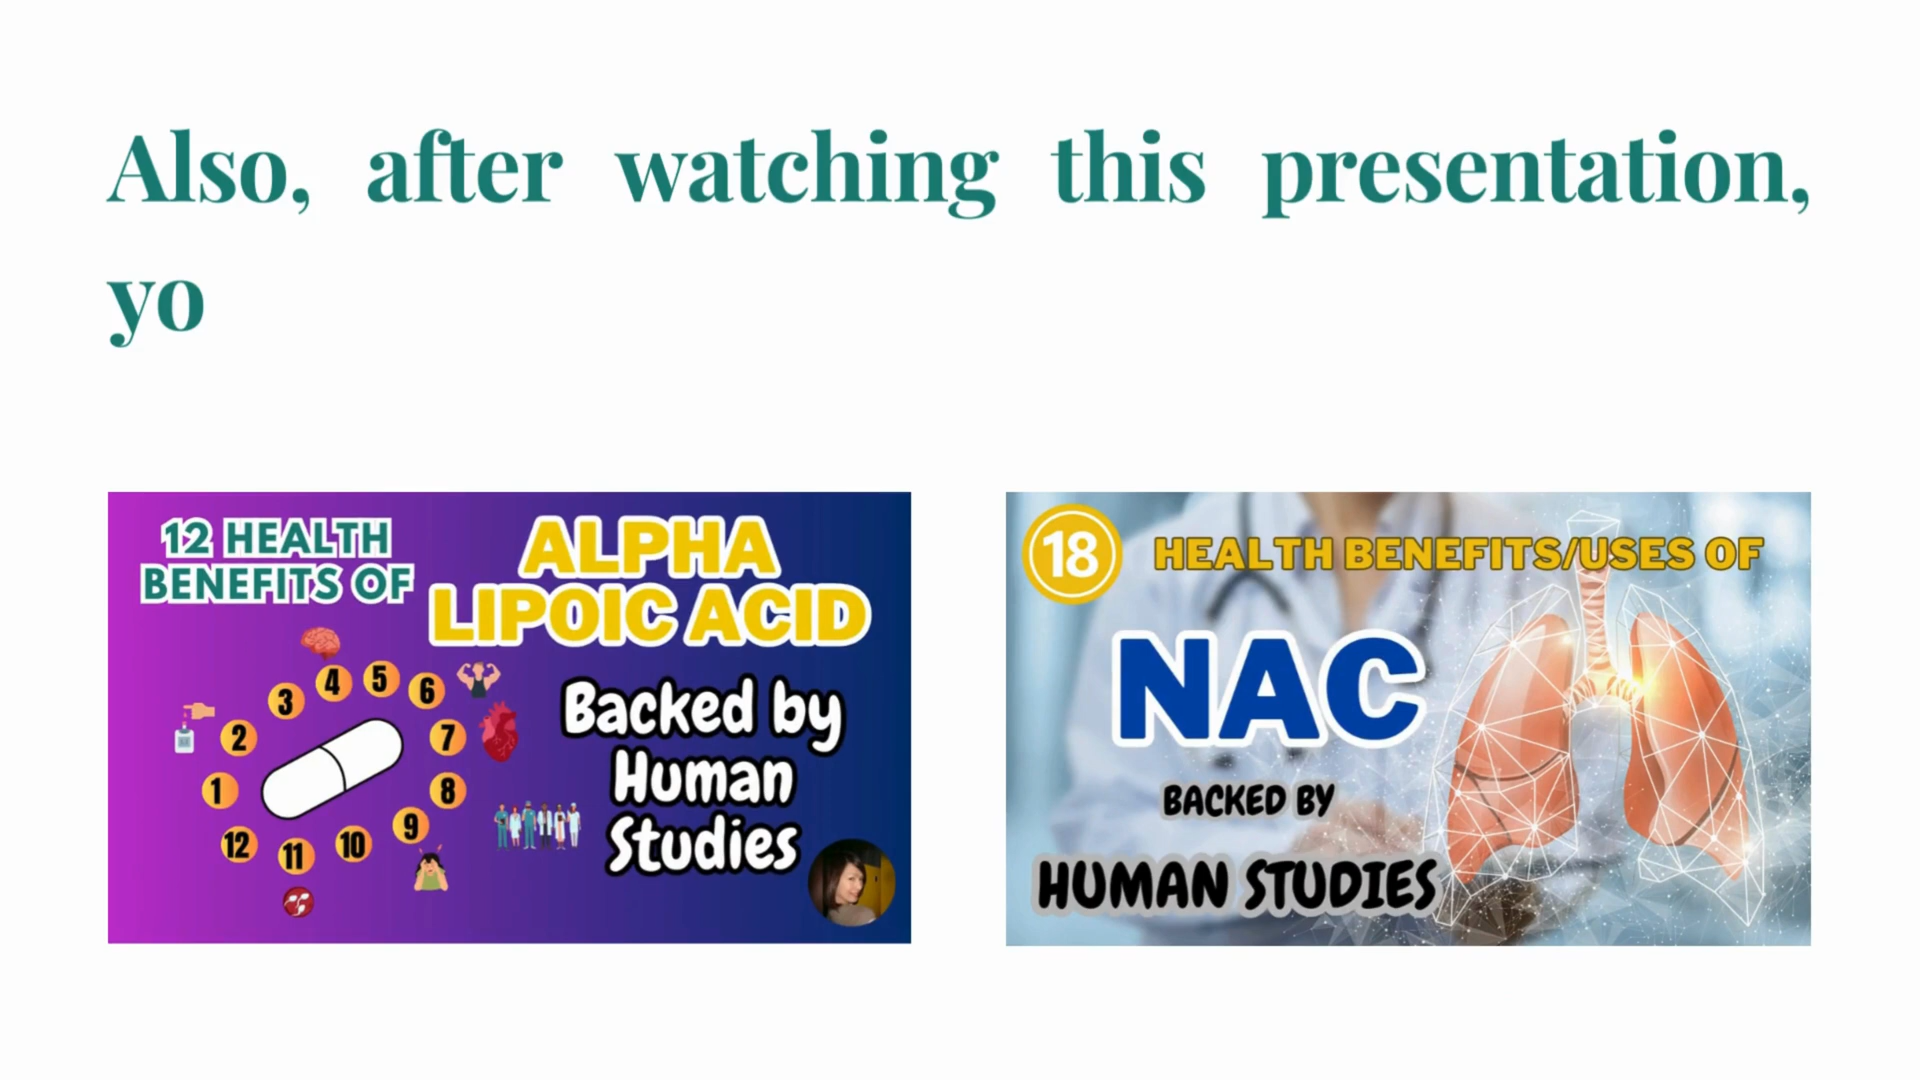 Also, after watching this presentation,
yo
12 HEALTH
BENEFITS OF
ALPHA
LIPOIC ACID
Backed by
Human
Studies
1
2
3
4
5
6
7
8
9
10
11
12
18
HEALTH BENEFITS/USES OF
NAC
BACKED BY
HUMAN STUDIES